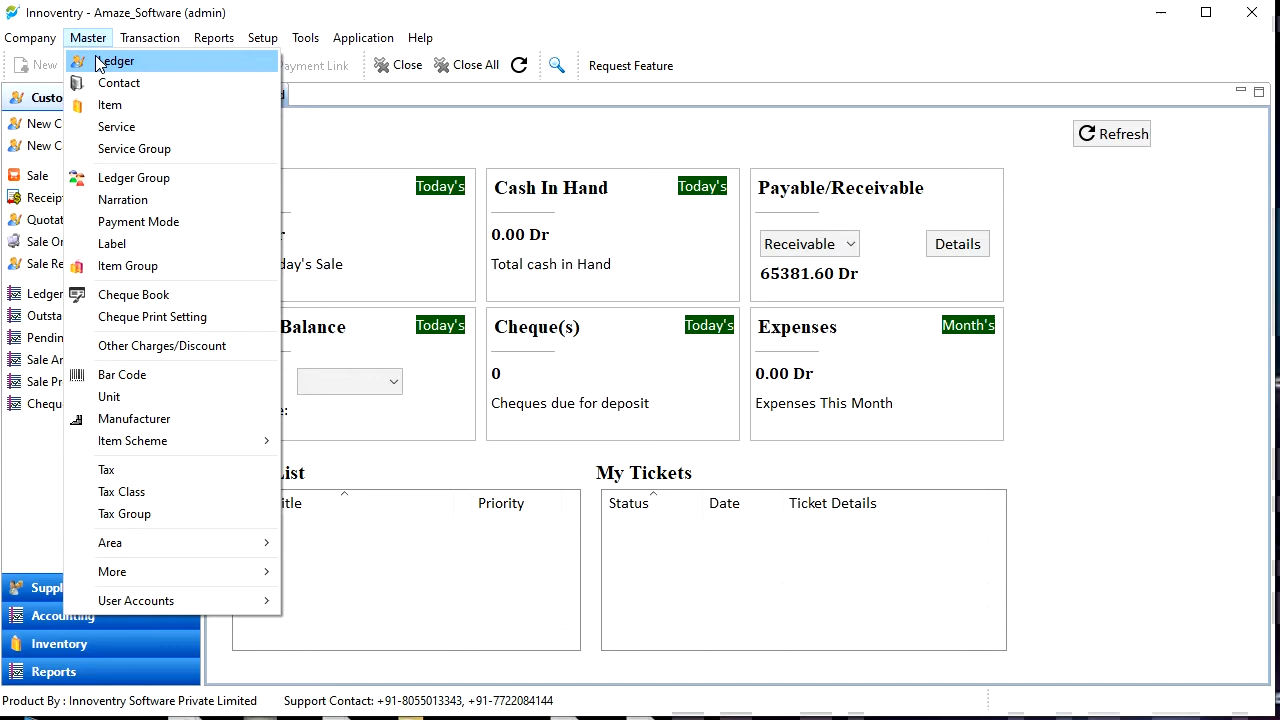 Innoventry - Amaze_Software (admin)
Company Master Transaction Reports Setup Tools Application Help
New Payment Link Close Close All Request Feature
Ledger
Contact
Item
Service
Service Group
Ledger Group
Narration
Payment Mode
Label
Item Group
Cheque Book
Cheque Print Setting
Other Charges/Discount
Bar Code
Unit
Manufacturer
Item Scheme
Tax
Tax Class
Tax Group
Area
More
User Accounts
Custo
New C
New C
Sale
Receip
Quotat
Sale Or
Sale Re
Ledger
Outsta
Pendin
Sale An
Sale Pr
Chequ
Suppl
Accounting
Inventory
Reports
Refresh
Today's
day's Sale
Cash In Hand Today's
0.00 Dr
Total cash in Hand
Payable/Receivable
Receivable Details
65381.60 Dr
Balance Today's
Cheque(s) Today's
0
Cheques due for deposit
Expenses Month's
0.00 Dr
Expenses This Month
List
itle Priority
My Tickets
Status Date Ticket Details
Product By : Innoventry Software Private Limited Support Contact: +91-8055013343, +91-7722084144